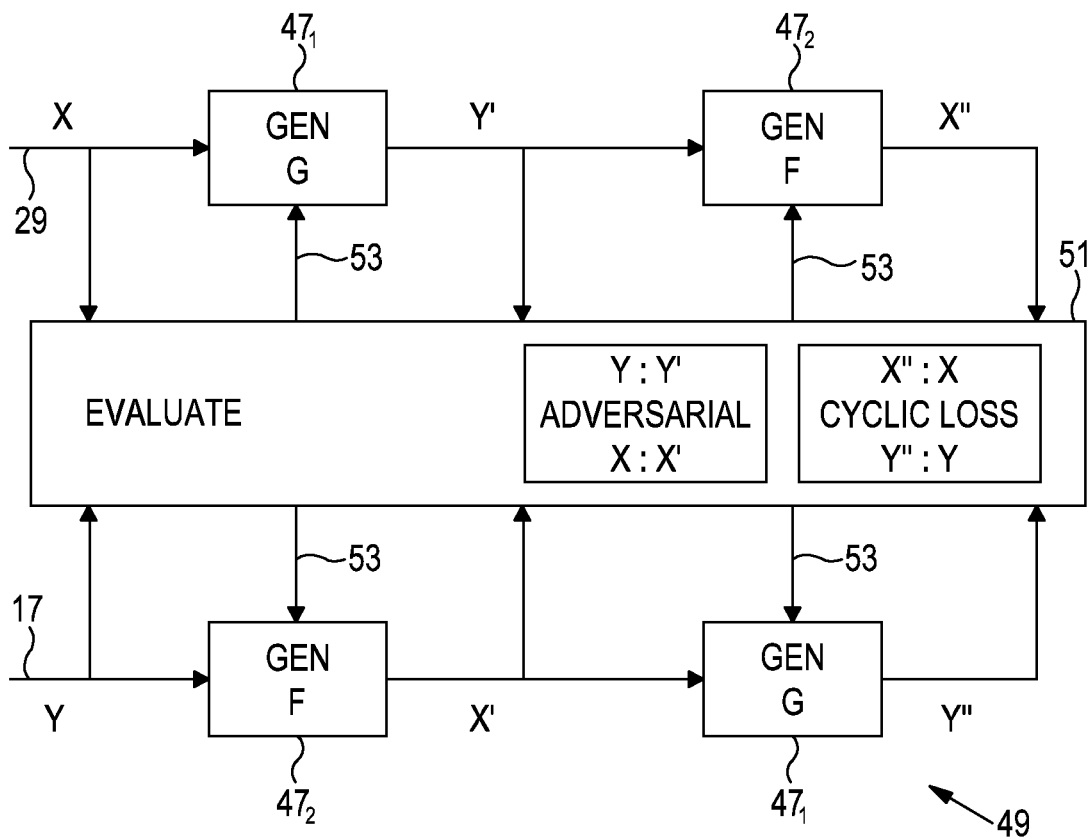 47₁
47₂
X
GEN
G
Y'
GEN
F
X"
29
53
53
51
EVALUATE
Y : Y'
ADVERSARIAL
X : X'
X" : X
CYCLIC LOSS
Y" : Y
53
53
17
Y
GEN
F
X'
GEN
G
Y"
47₂
47₁
49